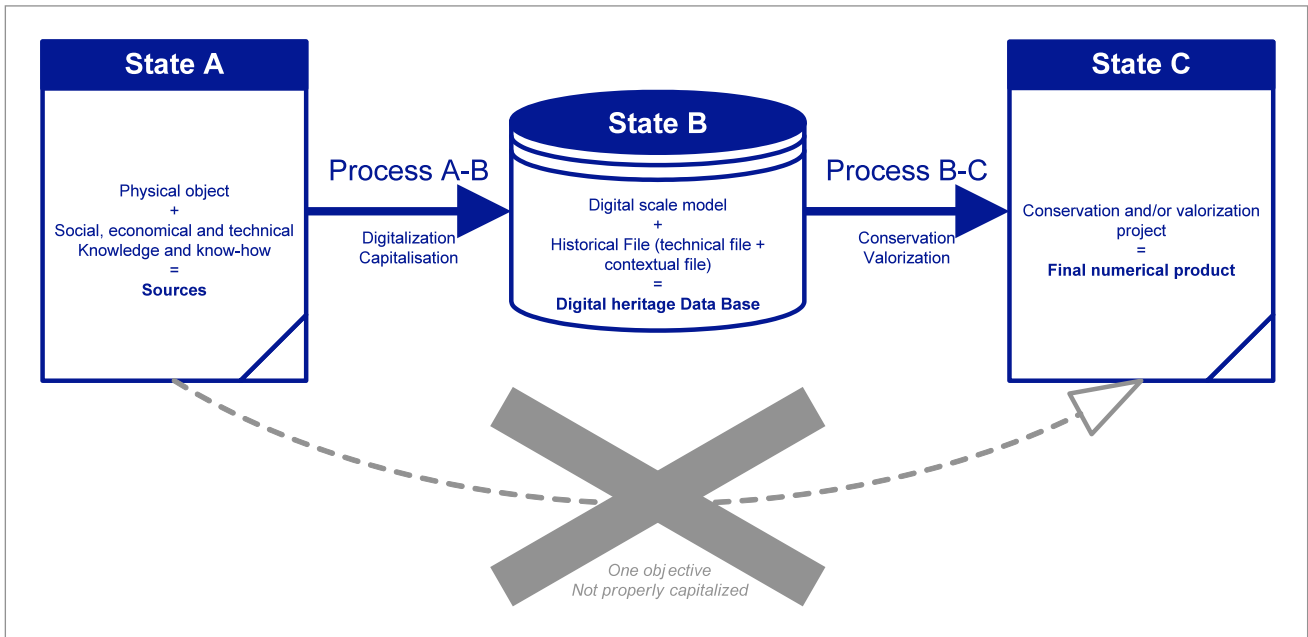 State A
Physical object
+
Social, economical and technical
Knowledge and know-how
=
Sources
Process A-B
Digitalization
Capitalisation
State B
Digital scale model
+
Historical File (technical file +
contextual file)
=
Digital heritage Data Base
Process B-C
Conservation
Valorization
State C
Conservation and/or valorization
project
=
Final numerical product
One objective
Not properly capitalized